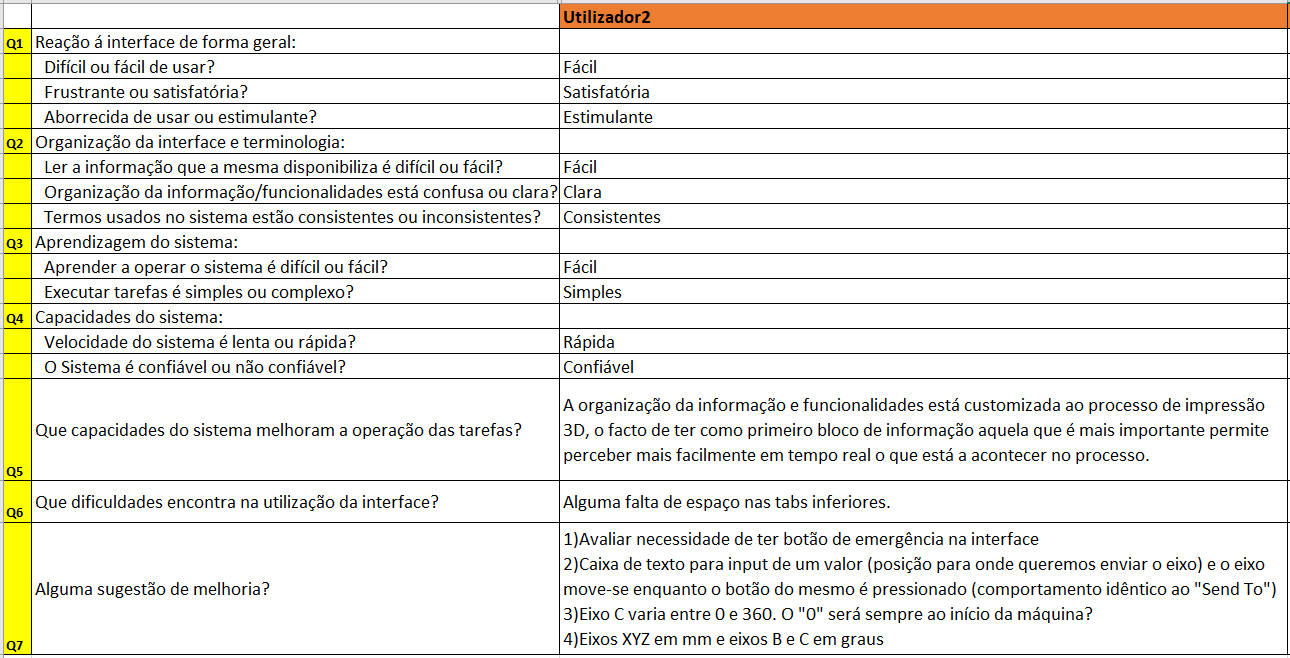 Utilizador2
Q1 Reação á interface de forma geral:
Difícil ou fácil de usar? Fácil
Frustrante ou satisfatória? Satisfatória
Aborrecida de usar ou estimulante? Estimulante
Q2 Organização da interface e terminologia:
Ler a informação que a mesma disponibiliza é difícil ou fácil? Fácil
Organização da informação/funcionalidades está confusa ou clara? Clara
Termos usados no sistema estão consistentes ou inconsistentes? Consistentes
Q3 Aprendizagem do sistema:
Aprender a operar o sistema é difícil ou fácil? Fácil
Executar tarefas é simples ou complexo? Simples
Q4 Capacidades do sistema:
Velocidade do sistema é lenta ou rápida? Rápida
O Sistema é confiável ou não confiável? Confiável
Q5 Que capacidades do sistema melhoram a operação das tarefas?
A organização da informação e funcionalidades está customizada ao processo de impressão
3D, o facto de ter como primeiro bloco de informação aquela que é mais importante permite
perceber mais facilmente em tempo real o que está a acontecer no processo.
Q6 Que dificuldades encontra na utilização da interface? Alguma falta de espaço nas tabs inferiores.
Q7 Alguma sugestão de melhoria?
1)Avaliar necessidade de ter botão de emergência na interface
2)Caixa de texto para input de um valor (posição para onde queremos enviar o eixo) e o eixo
move-se enquanto o botão do mesmo é pressionado (comportamento idêntico ao "Send To")
3)Eixo C varia entre 0 e 360. O "0" será sempre ao início da máquina?
4)Eixos XYZ em mm e eixos B e C em graus